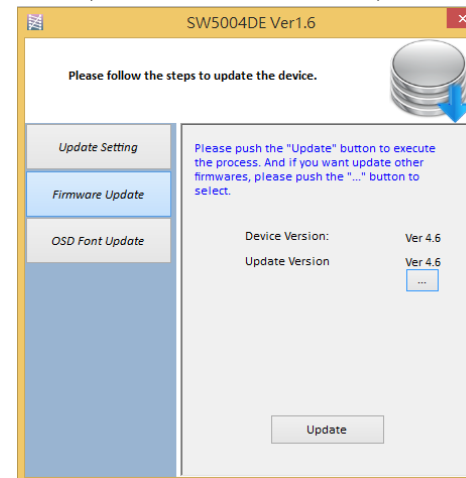 SW5004DE Ver1.6
Please follow the steps to update the device.
Update Setting
Firmware Update
OSD Font Update
Please push the "Update" button to execute
the process. And if you want update other
firmwares, please push the "..." button to
select.
Device Version: Ver 4.6
Update Version Ver 4.6
...
Update